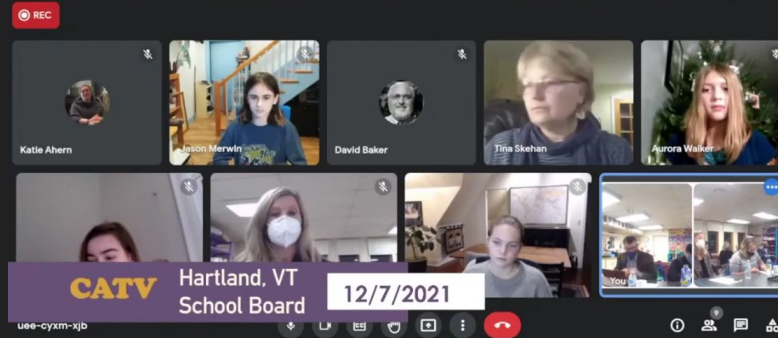 REC
Katie Ahern
Jason Merwin
David Baker
Tina Skehan
Aurora Walker
You
CATV
Hartland, VT
School Board
12/7/2021
uee-cyxm-xjb
9